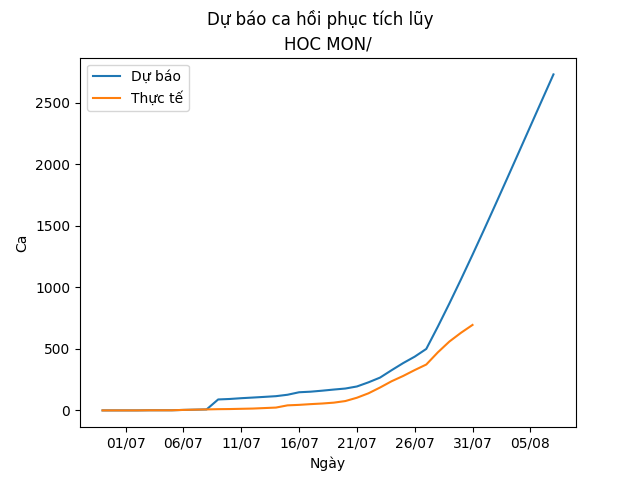 Dự báo ca hồi phục tích lũy
HOC MON/
Dự báo
Thực tế
Ca
2500
2000
1500
1000
500
0
01/07 06/07 11/07 16/07 21/07 26/07 31/07 05/08
Ngày